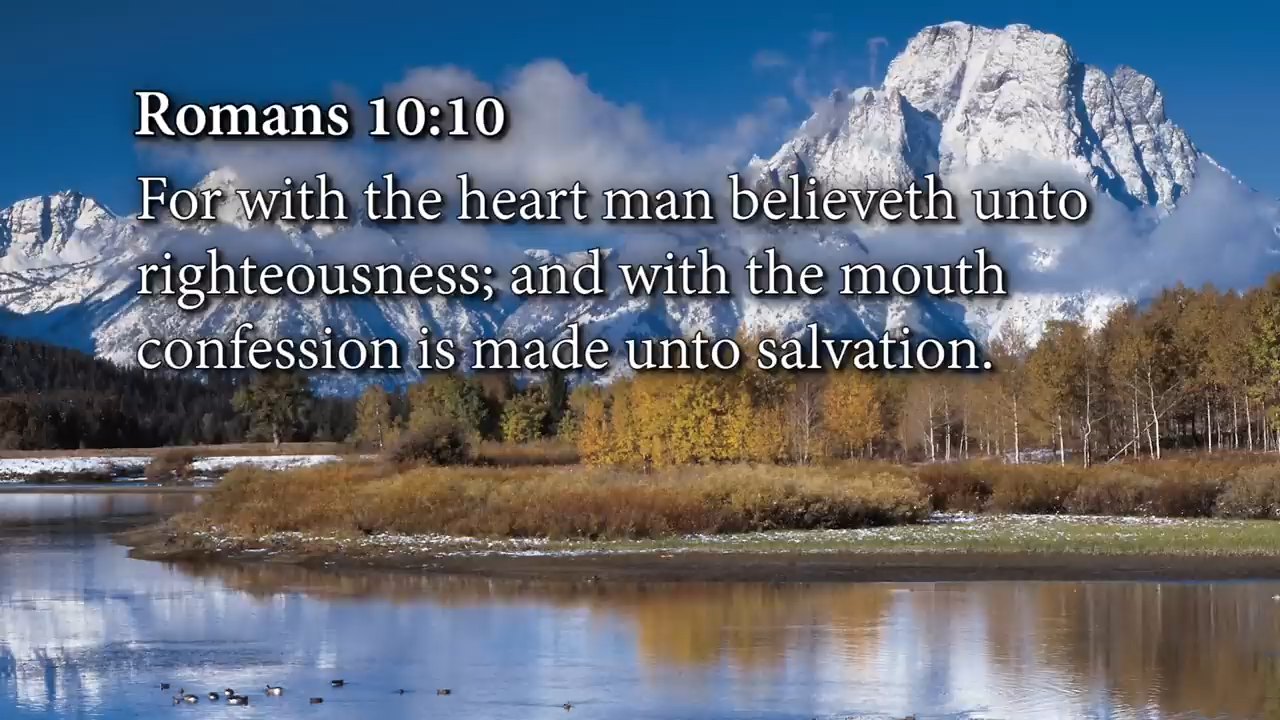 Romans 10:10
For with the heart man believeth unto
righteousness; and with the mouth
confession is made unto salvation.